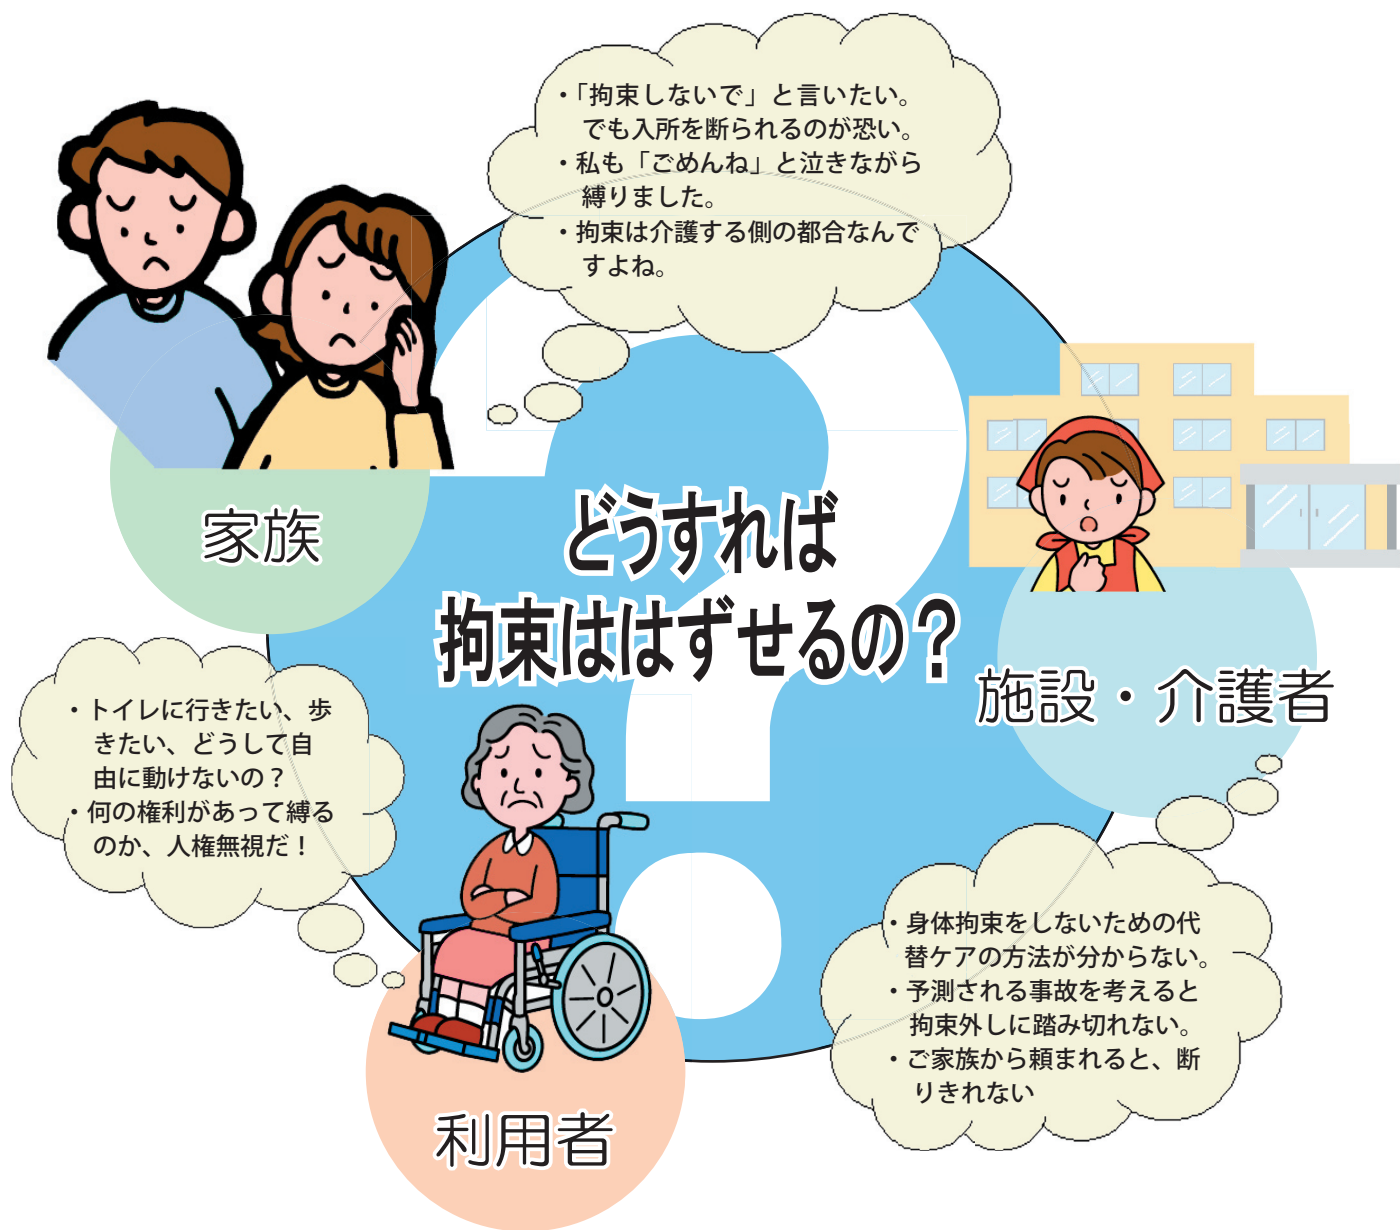 ・「拘束しないで」と言いたい。
でも入所を断られるのが恐い。
・私も「ごめんね」と泣きながら
縛りました。
・拘束は介護する側の都合なんで
すよね。
家族
どうすれば
拘束ははずせるの？
施設・介護者
・トイレに行きたい、歩
きたい、どうして自
由に動けないの？
・何の権利があって縛る
のか、人権無視だ！
・身体拘束をしないための代
替ケアの方法が分からない。
・予測される事故を考えると
拘束外しに踏み切れない。
・ご家族から頼まれると、断
りきれない
利用者